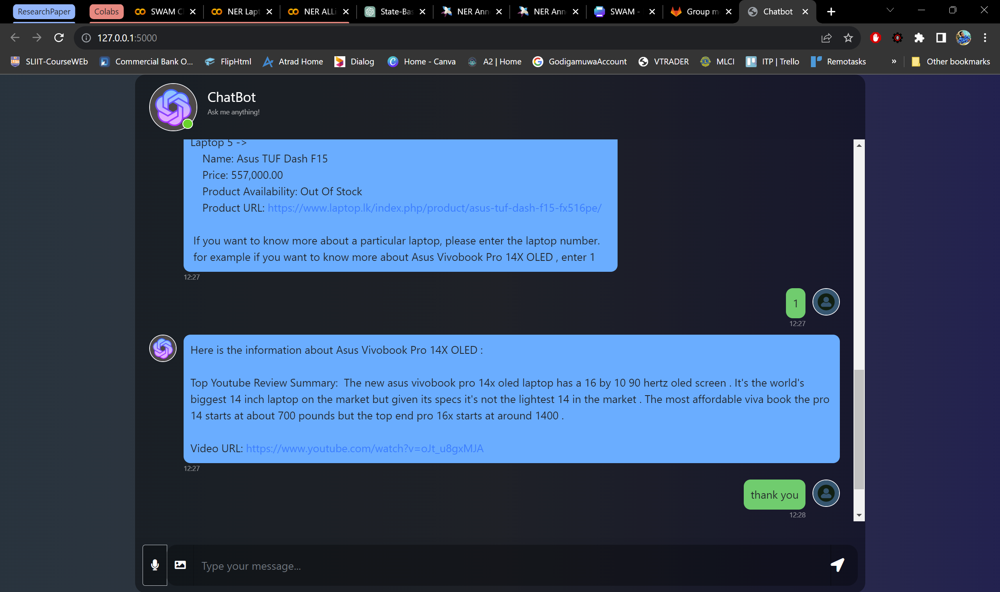 ResearchPaper Colabs SWAM C NER Lapt NER ALLi State-Bas NER Ann NER Ann SWAM - Group m Chatbot
127.0.0.1:5000
SLIIT-CourseWEb Commercial Bank O... FlipHtml Atrad Home Dialog Home - Canva A2 | Home GodigamuwaAccount VTRADER MLCI ITP | Trello Remotasks » Other bookmarks
ChatBot
Ask me anything!
Laptop 5 ->
Name: Asus TUF Dash F15
Price: 557,000.00
Product Availability: Out Of Stock
Product URL: https://www.laptop.lk/index.php/product/asus-tuf-dash-f15-fx516pe/
If you want to know more about a particular laptop, please enter the laptop number.
for example if you want to know more about Asus Vivobook Pro 14X OLED , enter 1
12:27
1
12:27
Here is the information about Asus Vivobook Pro 14X OLED :
Top Youtube Review Summary: The new asus vivobook pro 14x oled laptop has a 16 by 10 90 hertz oled screen . It's the world's
biggest 14 inch laptop on the market but given its specs it's not the lightest 14 in the market . The most affordable viva book the pro
14 starts at about 700 pounds but the top end pro 16x starts at around 1400 .
Video URL: https://www.youtube.com/watch?v=oJt_u8gxMJA
12:27
thank you
12:28
Type your message...